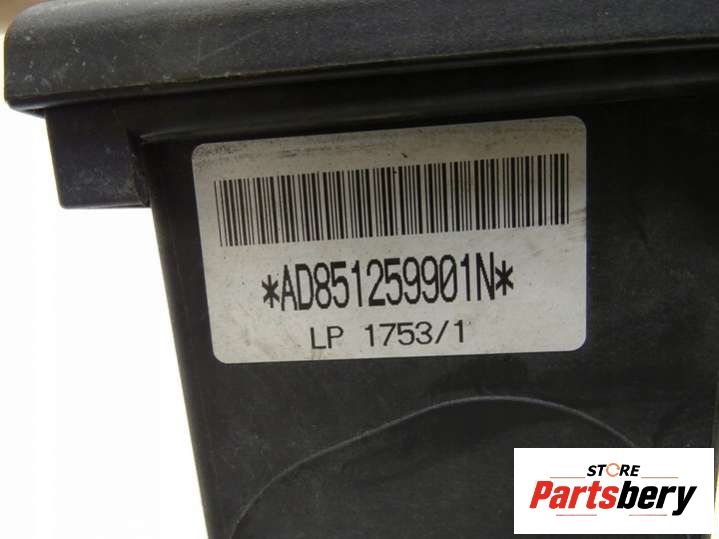 *AD851259901N*
LP 1753/1
STORE
Partsbery